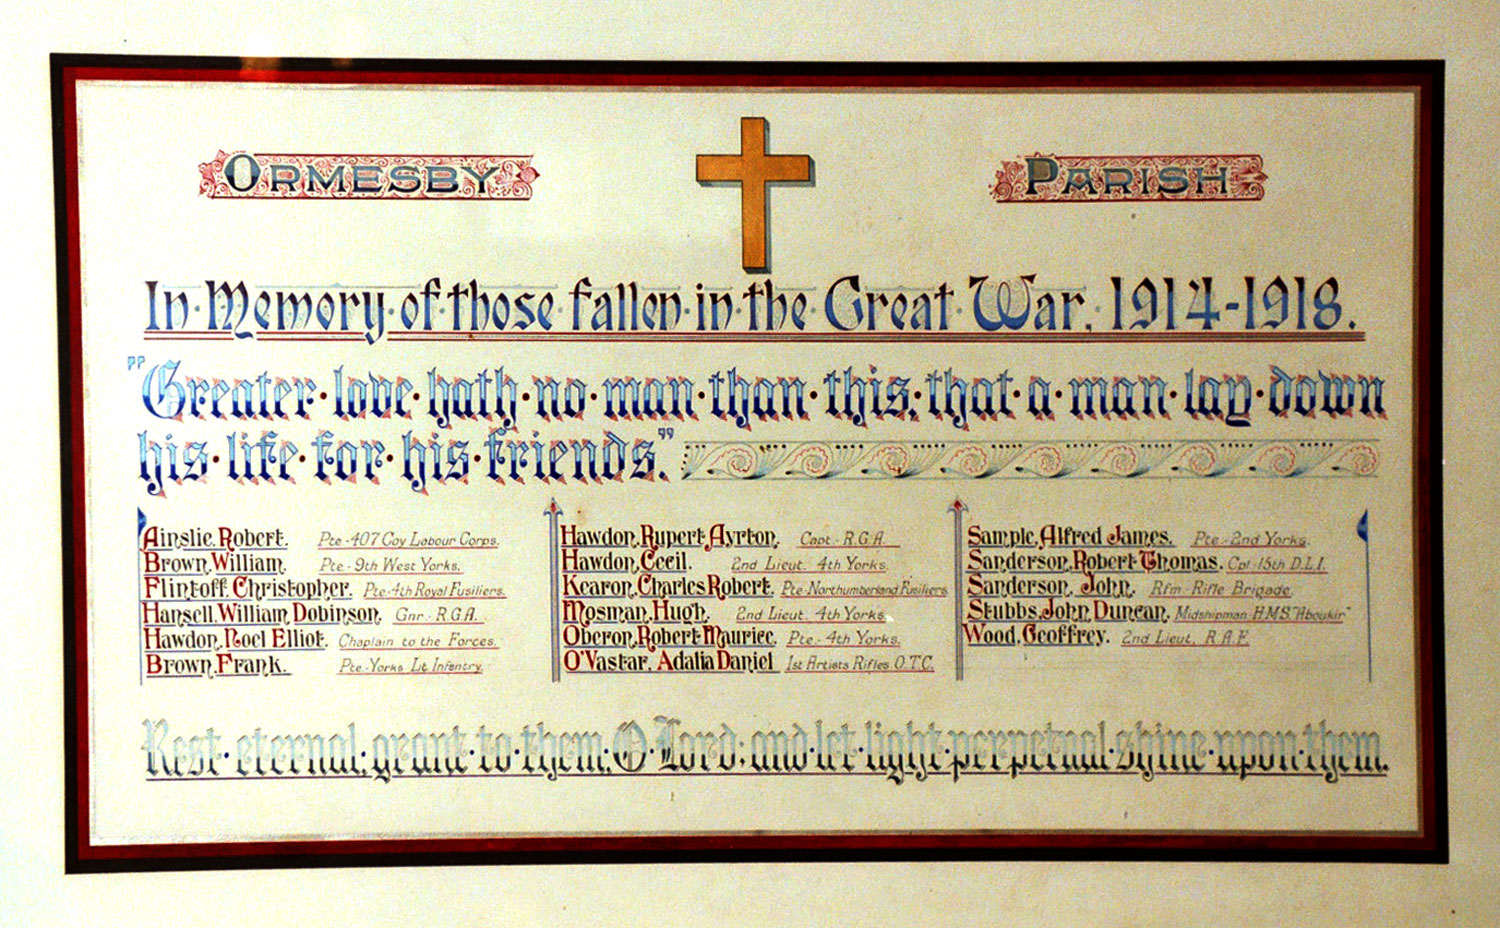 ORMESBY PARISH
In·Memory·of·those·fallen·in·the·Great·War, 1914-1918.
"Greater·love·hath·no·man·than·this, that·a·man·lay·down
his·life·for·his·friends."
Ainslie, Robert. Pte-407 Coy Labour Corps.
Brown, William. Pte-9th West Yorks.
Flintoff, Christopher. Pte-4th Royal Fusiliers.
Hansell, William Dobinson. Gnr-R.G.A.
Hawdon, Noel Elliot. Chaplain to the Forces.
Brown, Frank. Pte-Yorks Lt Infantry.
Hawdon, Rupert Ayrton. Capt.-R.G.A.
Hawdon, Cecil. 2nd Lieut. 4th Yorks.
Kearon, Charles Robert. Pte-Northumberland Fusiliers
Mosman, Hugh. 2nd Lieut. 4th Yorks.
Oberon, Robert Maurice. Pte.-4th Yorks.
O'Vastar, Adalia Daniel 1st Artists Rifles O.T.C.
Sample, Alfred James. Pte-2nd Yorks.
Sanderson, Robert Thomas. Cpl-15th D.L.I.
Sanderson, John. Rfm-Rifle Brigade
Stubbs, John Duncan. Midshipman-H.M.S. "Aboukir"
Wood, Geoffrey. 2nd Lieut, R.A.F.
Rest·eternal, grant·to·them, O·Lord: and·let·light·perpetual·shine·upon·them.